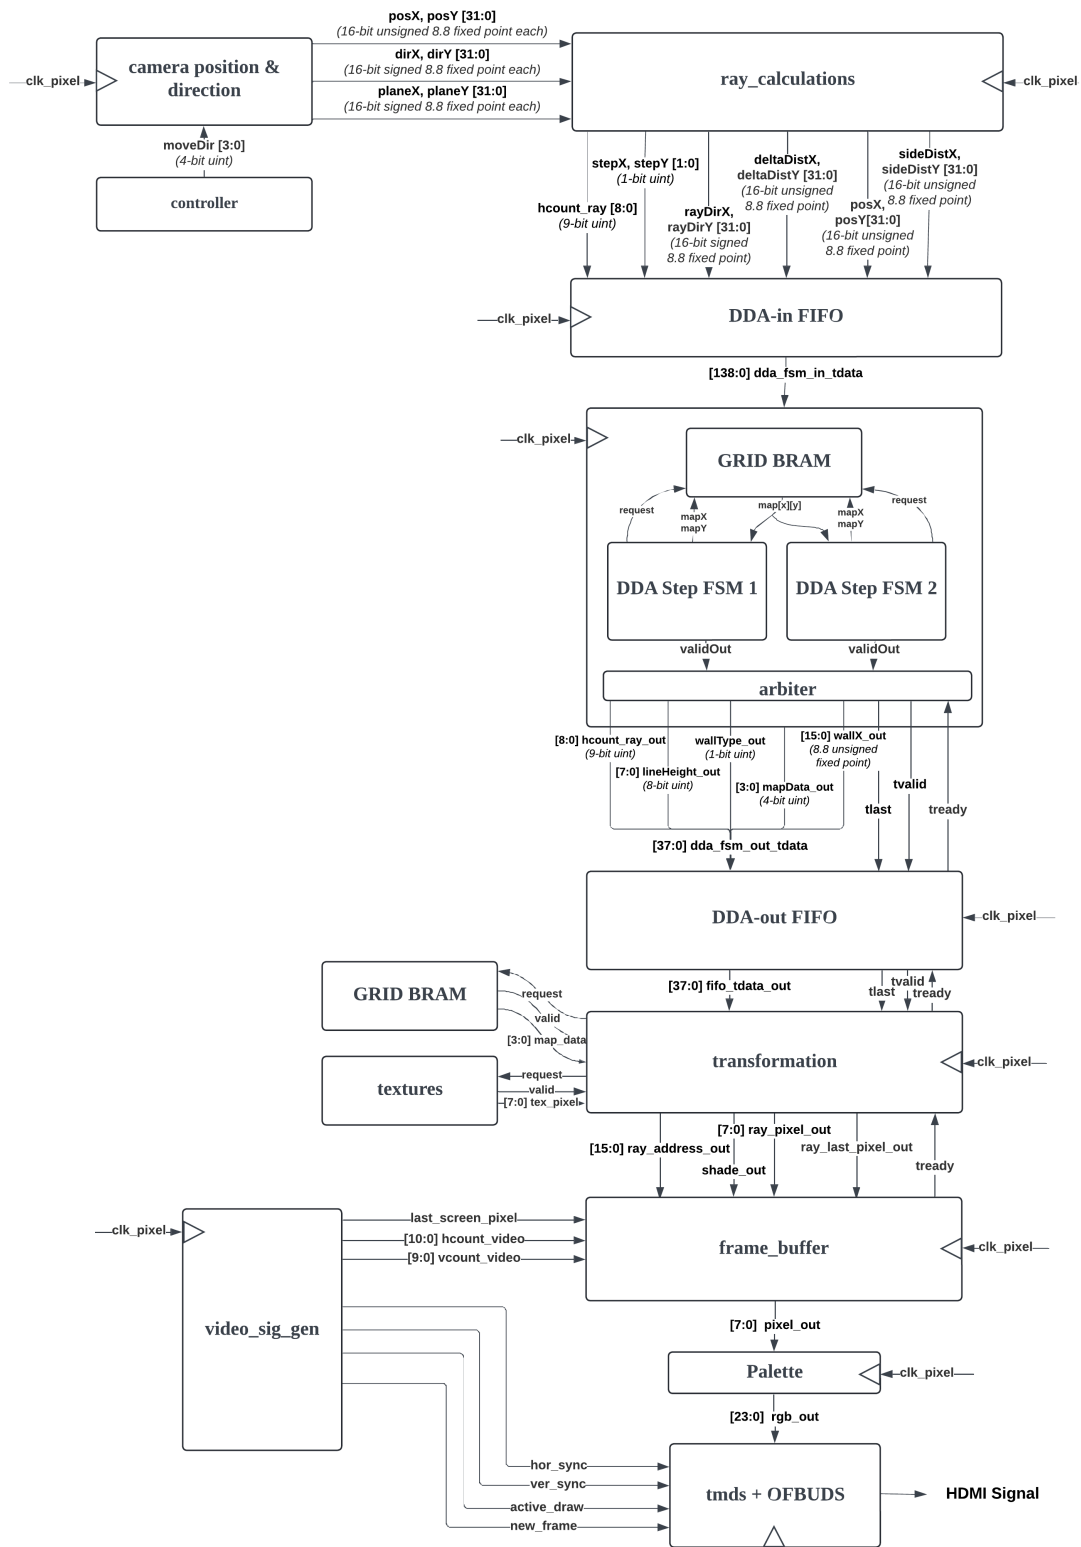 posX, posY [31:0]
(16-bit unsigned 8.8 fixed point each)
dirX, dirY [31:0]
(16-bit signed 8.8 fixed point each)
planeX, planeY [31:0]
(16-bit signed 8.8 fixed point each)
clk_pixel
camera position &
direction
ray_calculations
clk_pixel
moveDir [3:0]
(4-bit uint)
controller
stepX, stepY [1:0]
(1-bit uint)
hcount_ray [8:0]
(9-bit uint)
rayDirX,
rayDirY [31:0]
(16-bit signed
8.8 fixed point)
deltaDistX,
deltaDistY [31:0]
(16-bit unsigned
8.8 fixed point)
posX,
posY[31:0]
(16-bit unsigned
8.8 fixed point)
sideDistX,
sideDistY [31:0]
(16-bit unsigned
8.8 fixed point)
clk_pixel
DDA-in FIFO
[138:0] dda_fsm_in_tdata
clk_pixel
GRID BRAM
request
mapX
mapY
map[x][y]
mapX
mapY
request
DDA Step FSM 1
DDA Step FSM 2
validOut
validOut
arbiter
[8:0] hcount_ray_out
(9-bit uint)
[7:0] lineHeight_out
(8-bit uint)
wallType_out
(1-bit uint)
[3:0] mapData_out
(4-bit uint)
[15:0] wallX_out
(8.8 unsigned
fixed point)
tlast
tvalid
tready
[37:0] dda_fsm_out_tdata
DDA-out FIFO
clk_pixel
[37:0] fifo_tdata_out
tlast
tvalid
tready
GRID BRAM
request
valid
[3:0] map_data
textures
request
valid
[7:0] tex_pixel
transformation
clk_pixel
[15:0] ray_address_out
shade_out
[7:0] ray_pixel_out
ray_last_pixel_out
tready
clk_pixel
video_sig_gen
last_screen_pixel
[10:0] hcount_video
[9:0] vcount_video
frame_buffer
clk_pixel
[7:0] pixel_out
Palette
clk_pixel
[23:0] rgb_out
hor_sync
ver_sync
active_draw
new_frame
tmds + OFBUDS
HDMI Signal